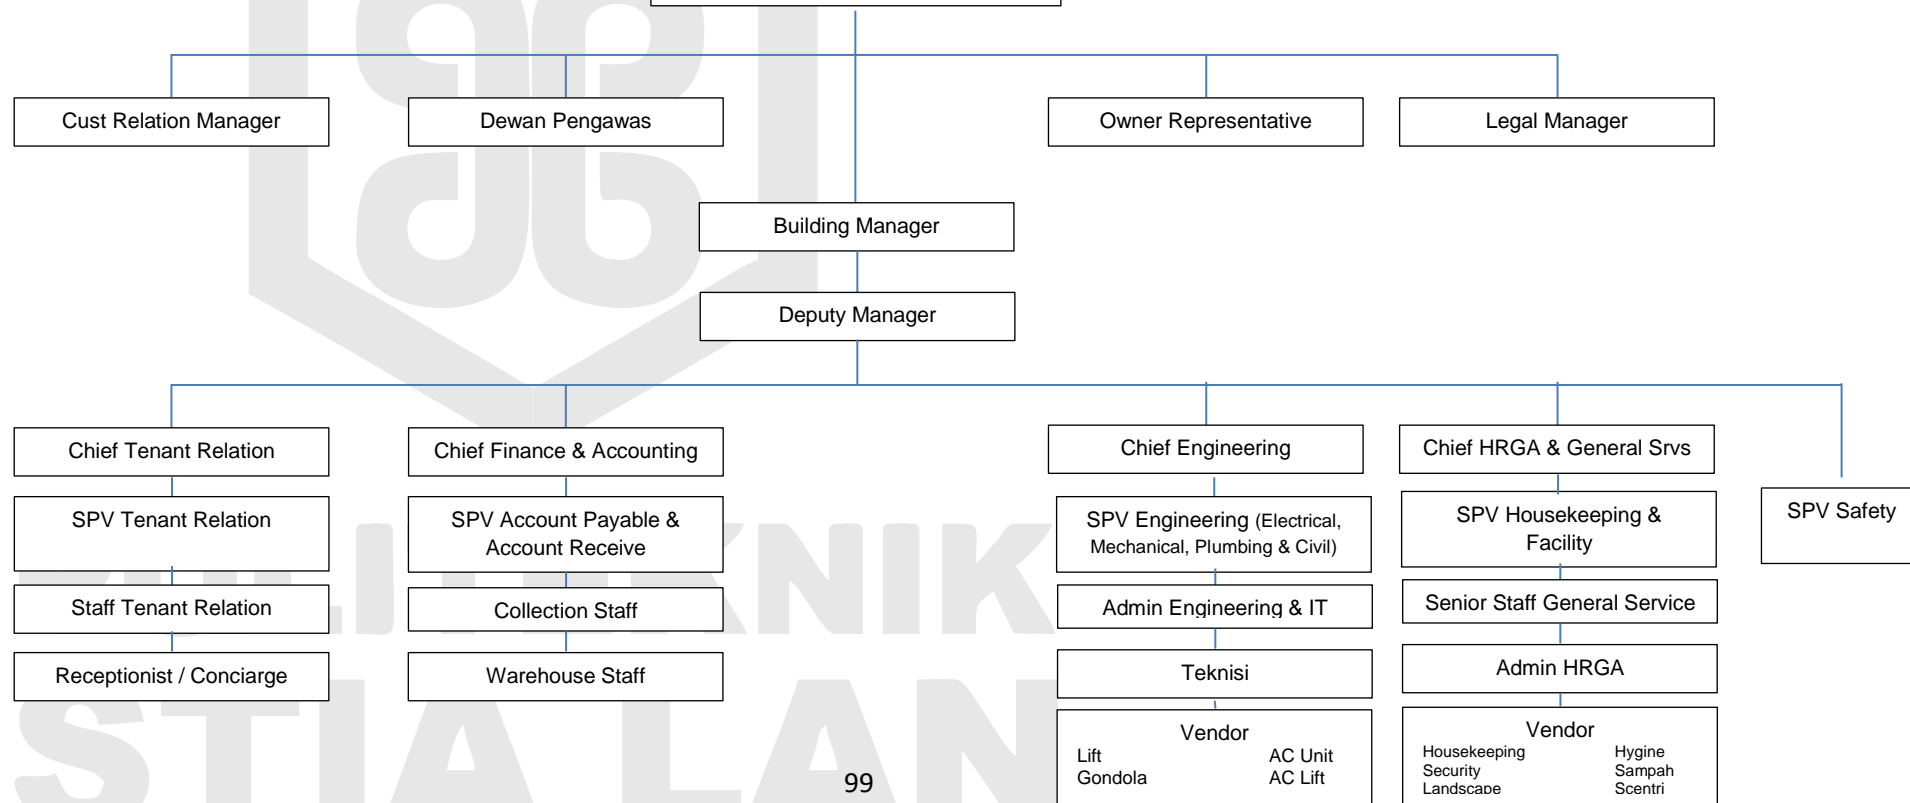 Cust Relation Manager
Dewan Pengawas
Owner Representative
Legal Manager
Building Manager
Deputy Manager
Chief Tenant Relation
Chief Finance & Accounting
Chief Engineering
Chief HRGA & General Srvs
SPV Tenant Relation
SPV Account Payable &
Account Receive
SPV Engineering (Electrical,
Mechanical, Plumbing & Civil)
SPV Housekeeping &
Facility
SPV Safety
Staff Tenant Relation
Collection Staff
Admin Engineering & IT
Senior Staff General Service
Receptionist / Conciarge
Warehouse Staff
Teknisi
Admin HRGA
Vendor
Lift AC Unit
Gondola AC Lift
Vendor
Housekeeping Hygine
Security Sampah
Landscape Scentri
99
POLITEKNIK
STIA LAN